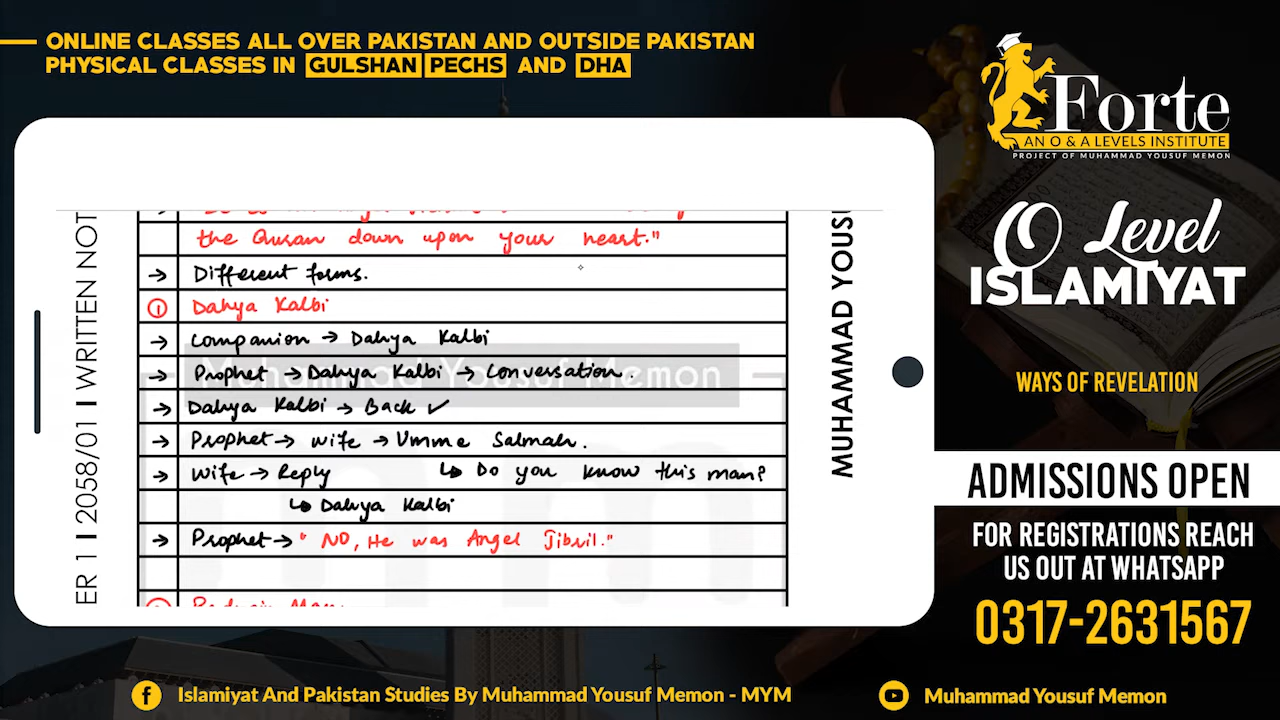 ONLINE CLASSES ALL OVER PAKISTAN AND OUTSIDE PAKISTAN
PHYSICAL CLASSES IN GULSHAN PECHS AND DHA
Forte
AN O & A LEVELS INSTITUTE
PROJECT OF MUHAMMAD YOUSUF MEMON
O Level
ISLAMIYAT
WAYS OF REVELATION
ADMISSIONS OPEN
FOR REGISTRATIONS REACH
US OUT AT WHATSAPP
0317-2631567
ER 1 I 2058/01 I WRITTEN NOT
the Quran down upon your heart."
→ Different forms.
① Dahya Kalbi
→ Companion → Dahya Kalbi
→ Prophet → Dahya Kalbi → Conversation.
Muhammad Yousuf Memon
→ Dahya Kalbi → Back ✓
→ Prophet → wife → Umme Salmah.
→ Wife → Reply ↳ Do you know this man?
↳ Dahya Kalbi
→ Prophet → "NO, He was Angel Jibril."
MUHAMMAD YOUSU
Islamiyat And Pakistan Studies By Muhammad Yousuf Memon - MYM
Muhammad Yousuf Memon